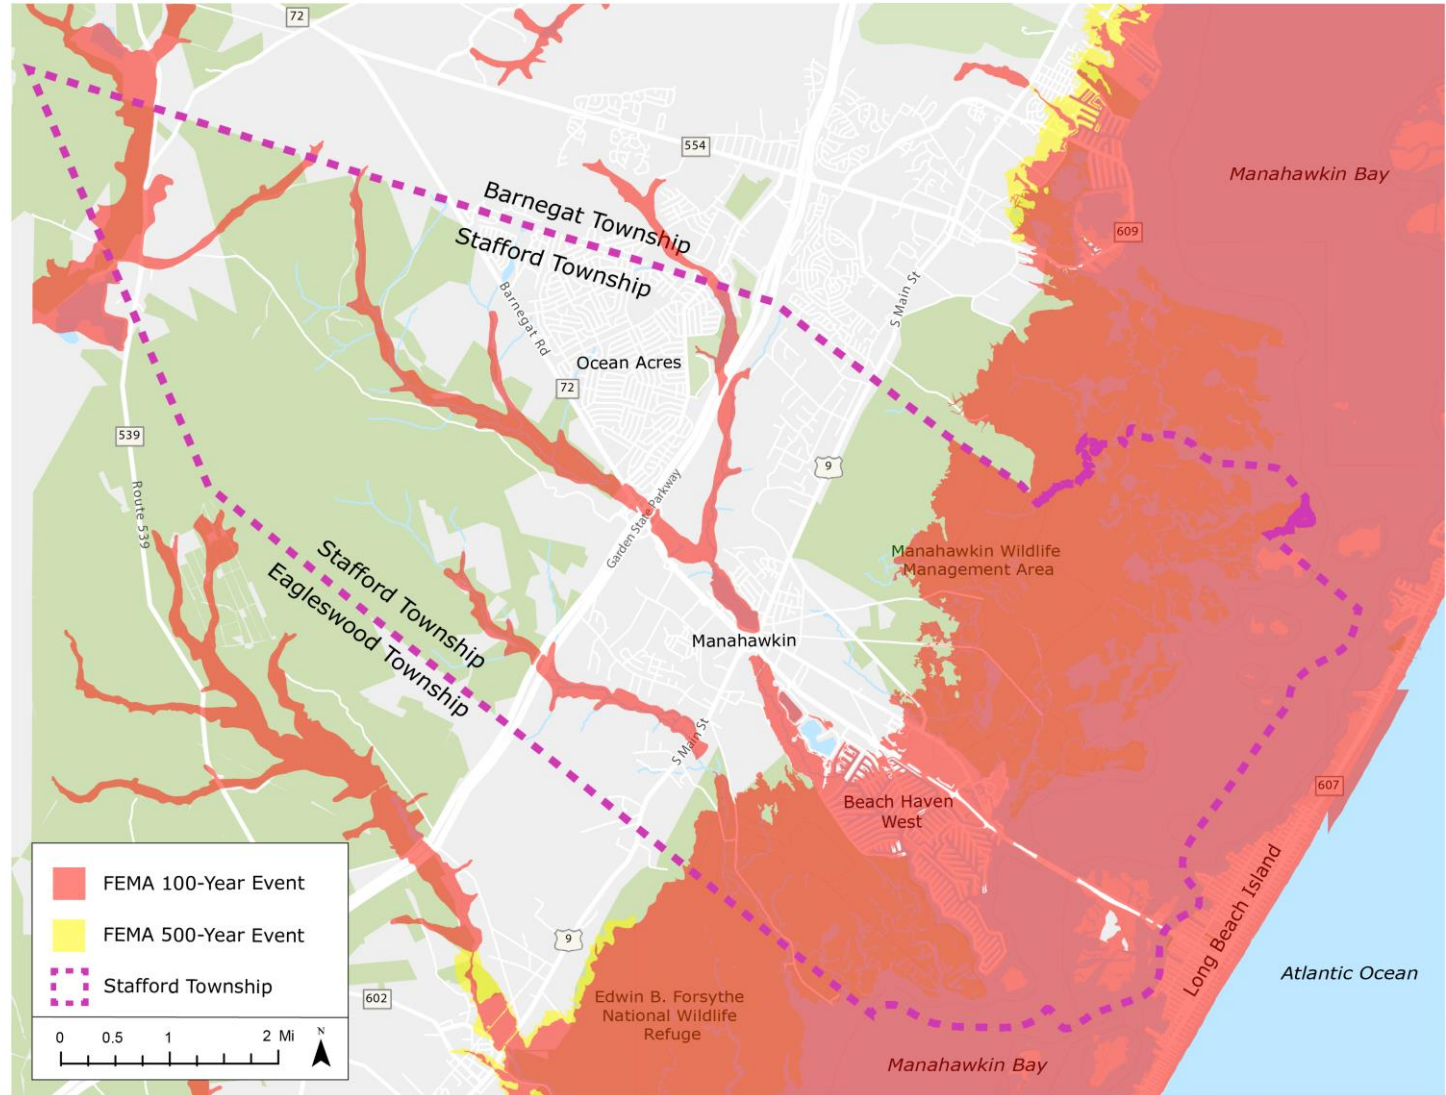 72
554
Manahawkin Bay
Barnegat Township
Stafford Township
609
S Main St
Barnegat Rd
Ocean Acres
72
539
Route 539
9
Garden State Parkway
Stafford Township
Eagleswood Township
Manahawkin Wildlife
Management Area
Manahawkin
S Main St
607
Beach Haven
West
Long Beach Island
FEMA 100-Year Event
FEMA 500-Year Event
Stafford Township
0 0.5 1 2 Mi
N
9
602
Edwin B. Forsythe
National Wildlife
Refuge
Atlantic Ocean
Manahawkin Bay